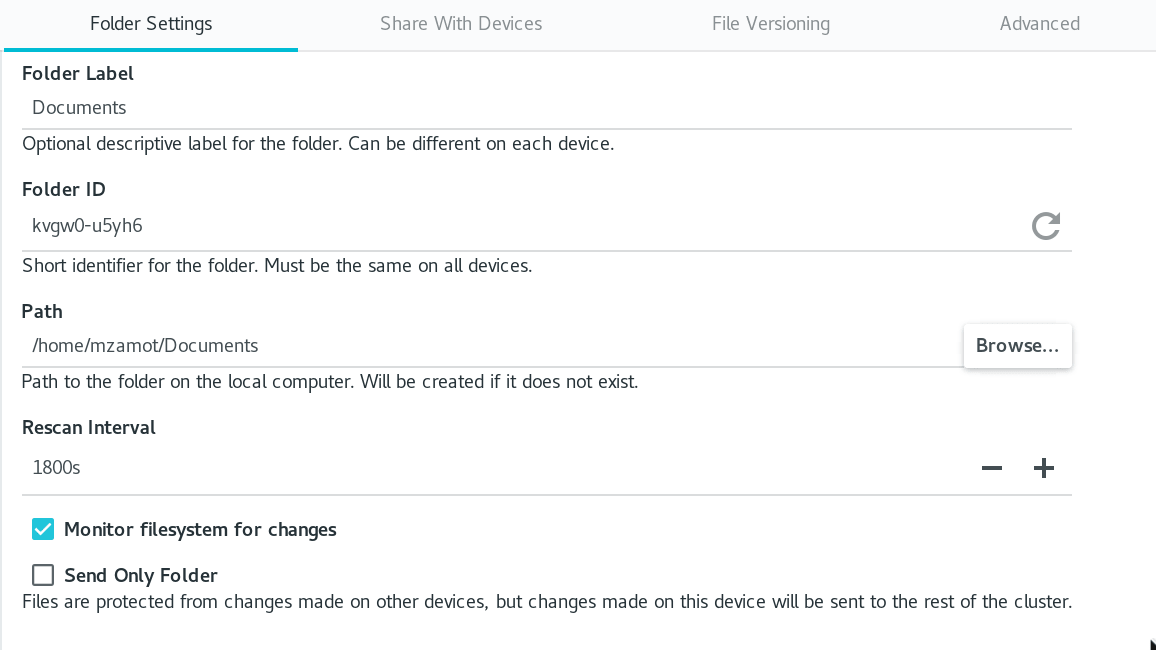 Folder Settings Share With Devices File Versioning Advanced
Folder Label
Documents
Optional descriptive label for the folder. Can be different on each device.
Folder ID
kvgw0-u5yh6
Short identifier for the folder. Must be the same on all devices.
Path
/home/mzamot/Documents Browse...
Path to the folder on the local computer. Will be created if it does not exist.
Rescan Interval
1800s
Monitor filesystem for changes
Send Only Folder
Files are protected from changes made on other devices, but changes made on this device will be sent to the rest of the cluster.